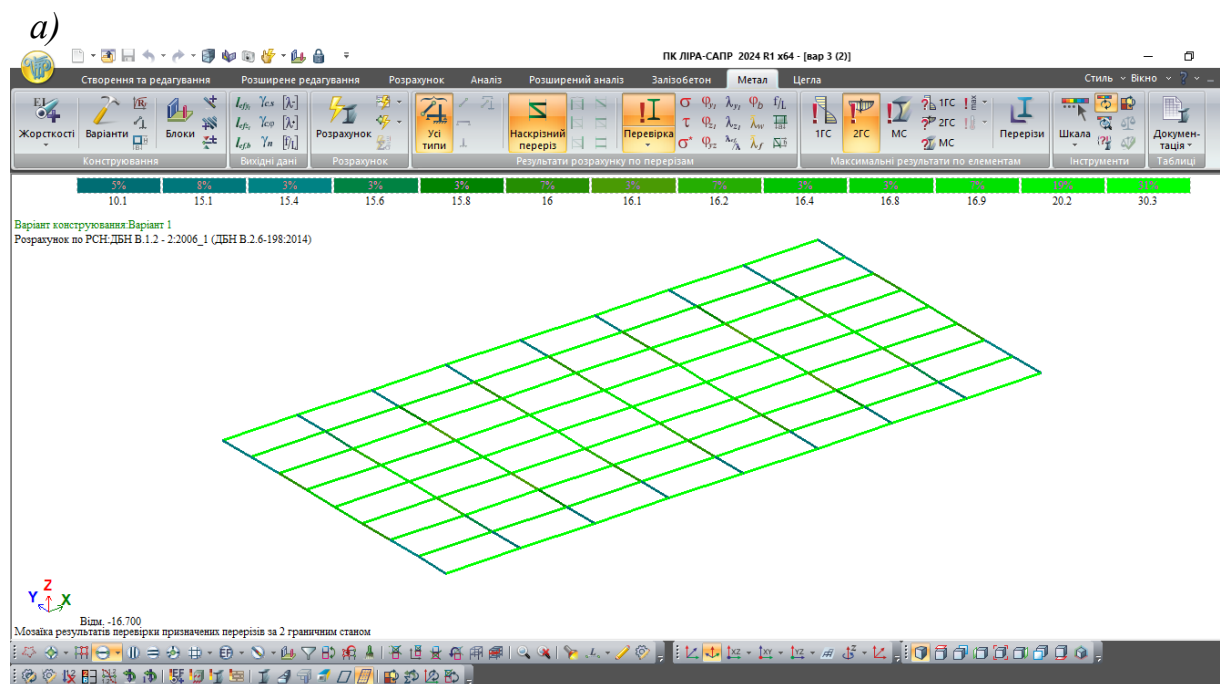 а)
ПК ЛІРА-САПР 2024 R1 x64 - [вар 3 (2)]
Створення та редагування Розширене редагування Розрахунок Аналіз Розширений аналіз Залізобетон Метал Цегла Стиль Вікно
Жорсткості Варіанти Блоки Розрахунок Усі типи Наскрізний переріз Перевірка 1ГС 2ГС МС 1ГС 2ГС МС Перерізи Шкала Документація
Конструювання Вихідні дані Розрахунок Результати розрахунку по перерізам Максимальні результати по елементам Інструменти Таблиці
5% 8% 3% 3% 3% 7% 7% 3% 3%
10.1 15.1 15.4 15.6 15.8 16 16.1 16.2 16.4 16.8 16.9 20.2 30.3
Варіант конструювання:Варіант 1
Розрахунок по РСН:ДБН В.1.2 - 2:2006_1 (ДБН В.2.6-198:2014)
Z
Y X
Відм. -16.700
Мозаїка результатів перевірки призначених перерізів за 2 граничним станом